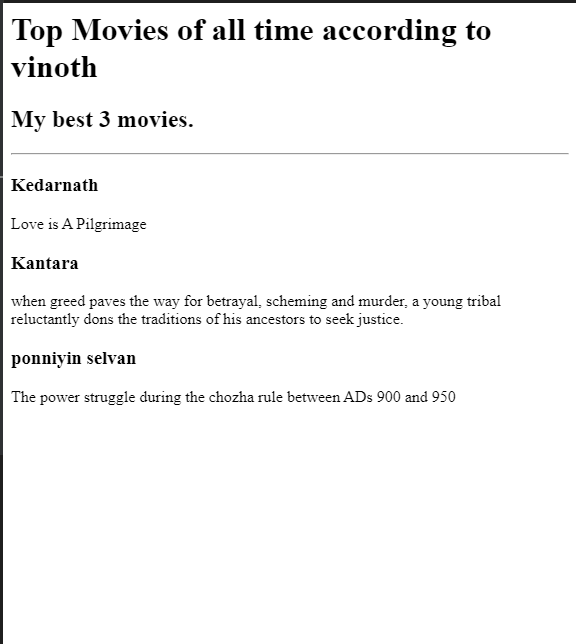 Top Movies of all time according to
vinoth
My best 3 movies.
Kedarnath
Love is A Pilgrimage
Kantara
when greed paves the way for betrayal, scheming and murder, a young tribal
reluctantly dons the traditions of his ancestors to seek justice.
ponniyin selvan
The power struggle during the chozha rule between ADs 900 and 950